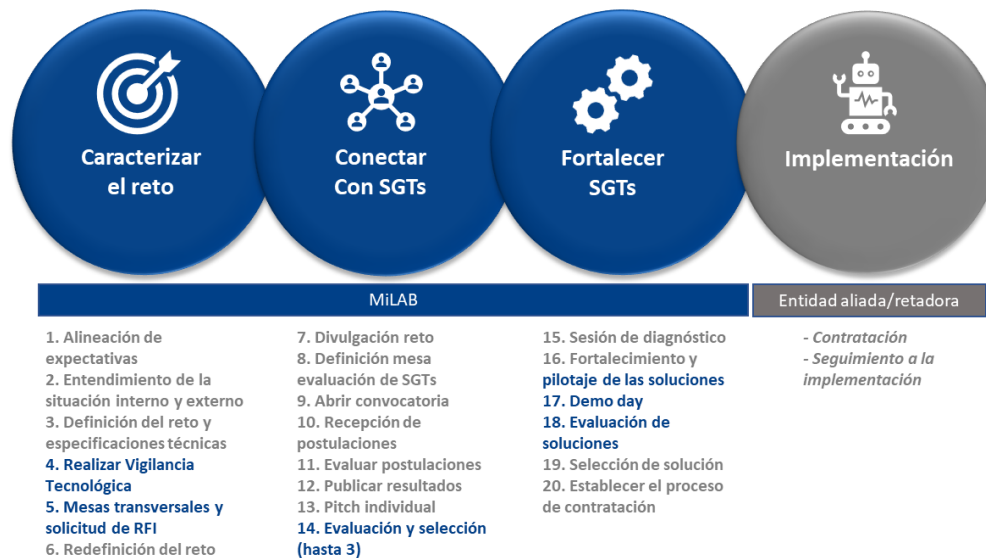 Caracterizar
el reto
Conectar
Con SGTs
Fortalecer
SGTs
Implementación
MiLAB
Entidad aliada/retadora
1. Alineación de
expectativas
2. Entendimiento de la
situación interno y externo
3. Definición del reto y
especificaciones técnicas
4. Realizar Vigilancia
Tecnológica
5. Mesas transversales y
solicitud de RFI
6. Redefinición del reto
7. Divulgación reto
8. Definición mesa
evaluación de SGTs
9. Abrir convocatoria
10. Recepción de
postulaciones
11. Evaluar postulaciones
12. Publicar resultados
13. Pitch individual
14. Evaluación y selección
(hasta 3)
15. Sesión de diagnóstico
16. Fortalecimiento y
pilotaje de las soluciones
17. Demo day
18. Evaluación de
soluciones
19. Selección de solución
20. Establecer el proceso
de contratación
- Contratación
- Seguimiento a la
implementación